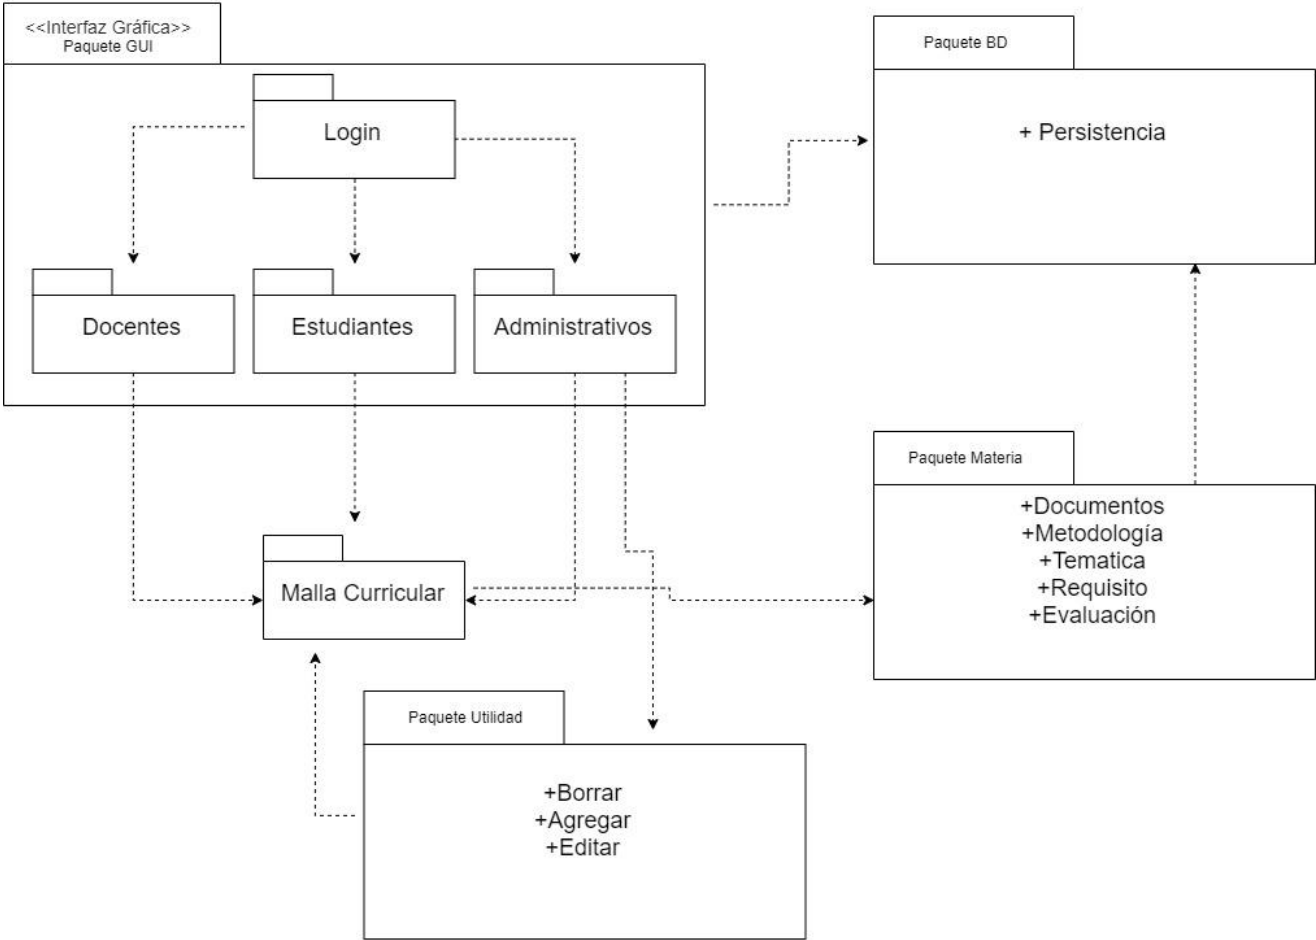 <<Interfaz Gráfica>>
Paquete GUI
Login
Docentes
Estudiantes
Administrativos
Paquete BD
+ Persistencia
Malla Curricular
Paquete Materia
+Documentos
+Metodología
+Tematica
+Requisito
+Evaluación
Paquete Utilidad
+Borrar
+Agregar
+Editar